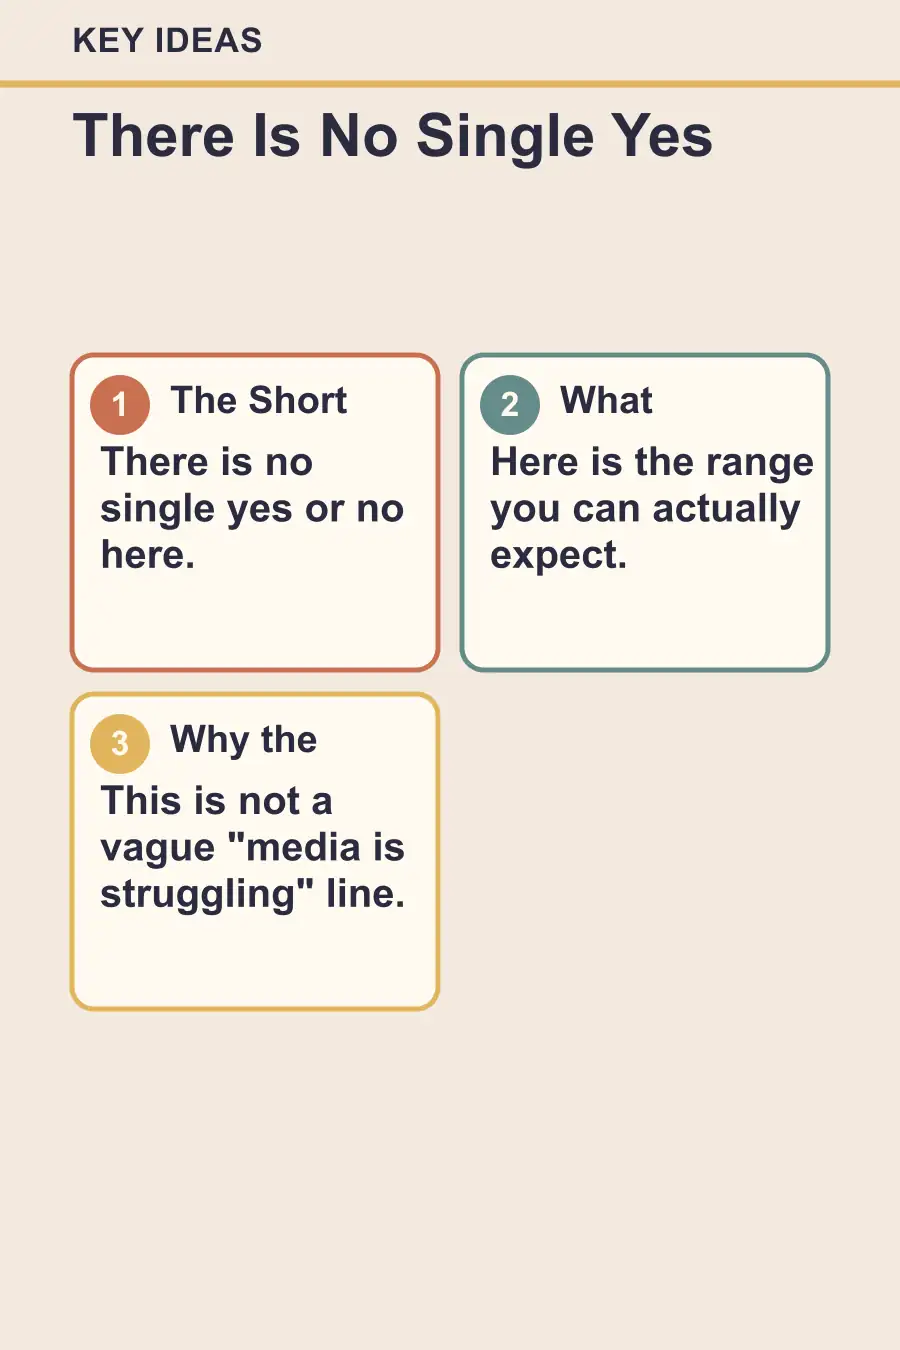 KEY IDEAS
There Is No Single Yes
1 The Short
There is no
single yes or no
here.
2 What
Here is the range
you can actually
expect.
3 Why the
This is not a
vague "media is
struggling" line.